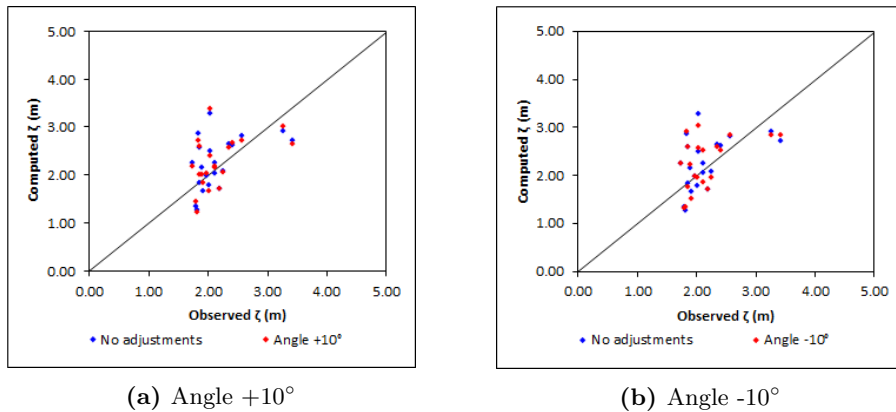 5.00
4.00
3.00
2.00
1.00
0.00
Computed ζ (m)
0.00 1.00 2.00 3.00 4.00 5.00
Observed ζ (m)
No adjustments Angle +10°
(a) Angle +10°
5.00
4.00
3.00
2.00
1.00
0.00
Computed ζ (m)
0.00 1.00 2.00 3.00 4.00 5.00
Observed ζ (m)
No adjustments Angle -10°
(b) Angle -10°